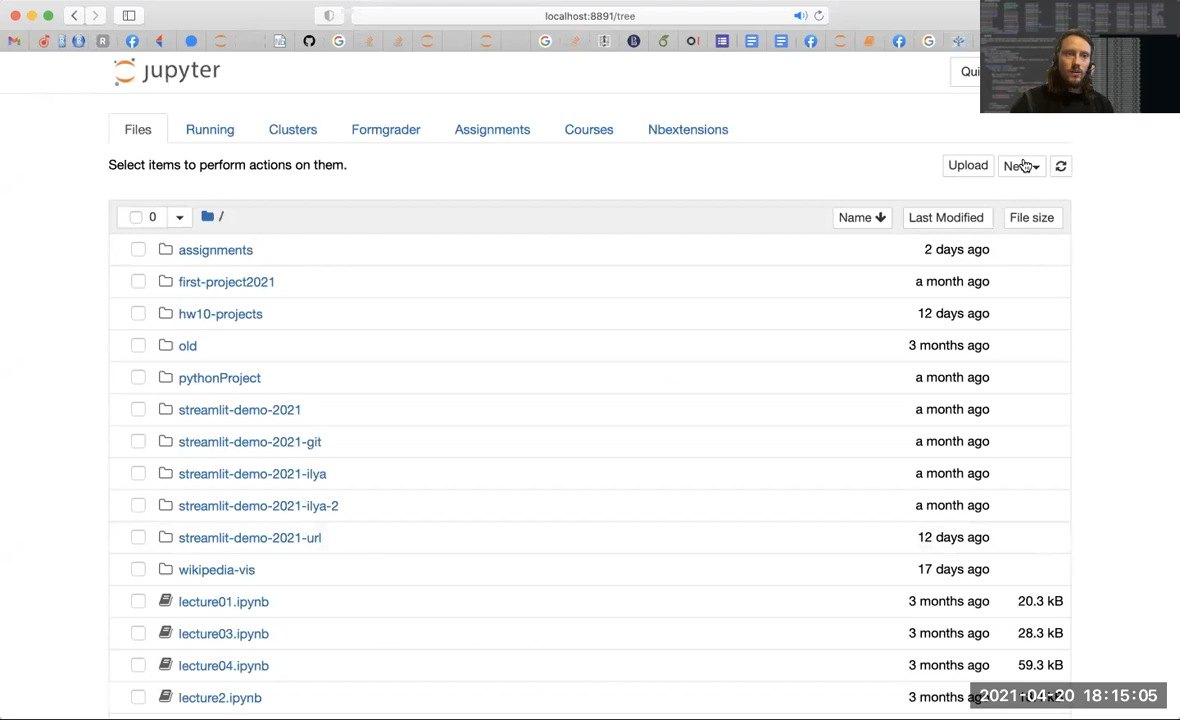 localhost:8891/tree
jupyter
Qui
Files Running Clusters Formgrader Assignments Courses Nbextensions
Select items to perform actions on them.
Upload
0 / Name Last Modified File size
assignments 2 days ago
first-project2021 a month ago
hw10-projects 12 days ago
old 3 months ago
pythonProject a month ago
streamlit-demo-2021 a month ago
streamlit-demo-2021-git a month ago
streamlit-demo-2021-ilya a month ago
streamlit-demo-2021-ilya-2 a month ago
streamlit-demo-2021-url 12 days ago
wikipedia-vis 17 days ago
lecture01.ipynb 3 months ago 20.3 kB
lecture03.ipynb 3 months ago 28.3 kB
lecture04.ipynb 3 months ago 59.3 kB
lecture2.ipynb 3 months
2021-04-20 18:15:05